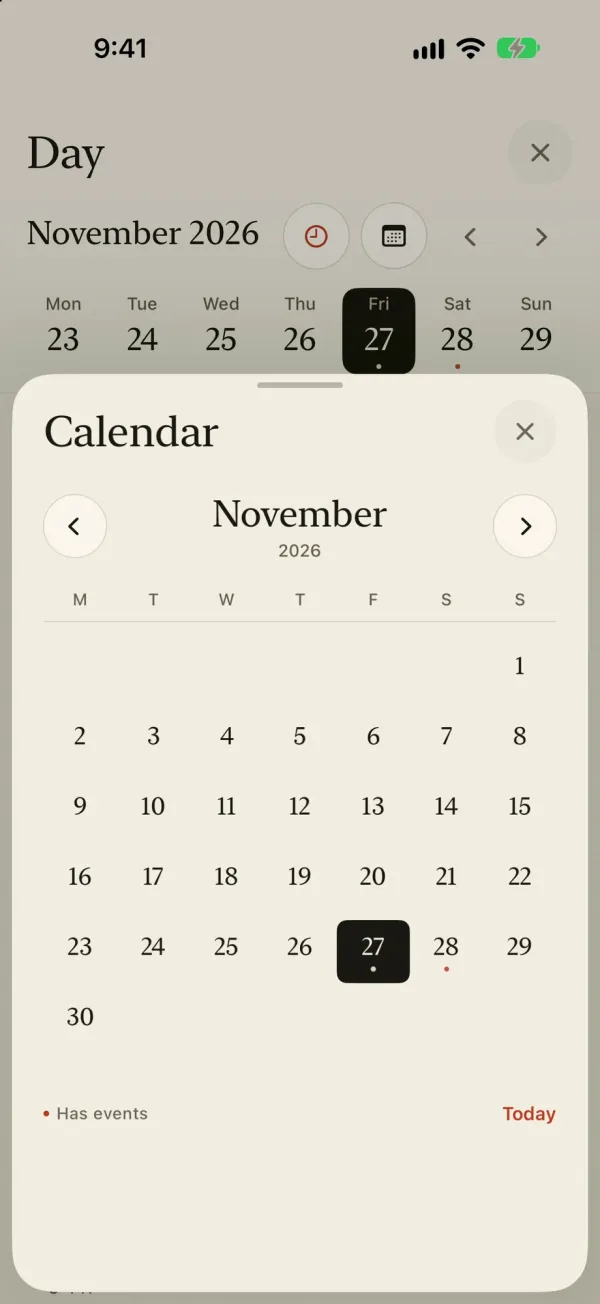 9:41
Day
November 2026
Mon Tue Wed Thu Fri Sat Sun
23 24 25 26 27 28 29
Calendar
November
2026
M T W T F S S
1
2 3 4 5 6 7 8
9 10 11 12 13 14 15
16 17 18 19 20 21 22
23 24 25 26 27 28 29
30
Has events Today